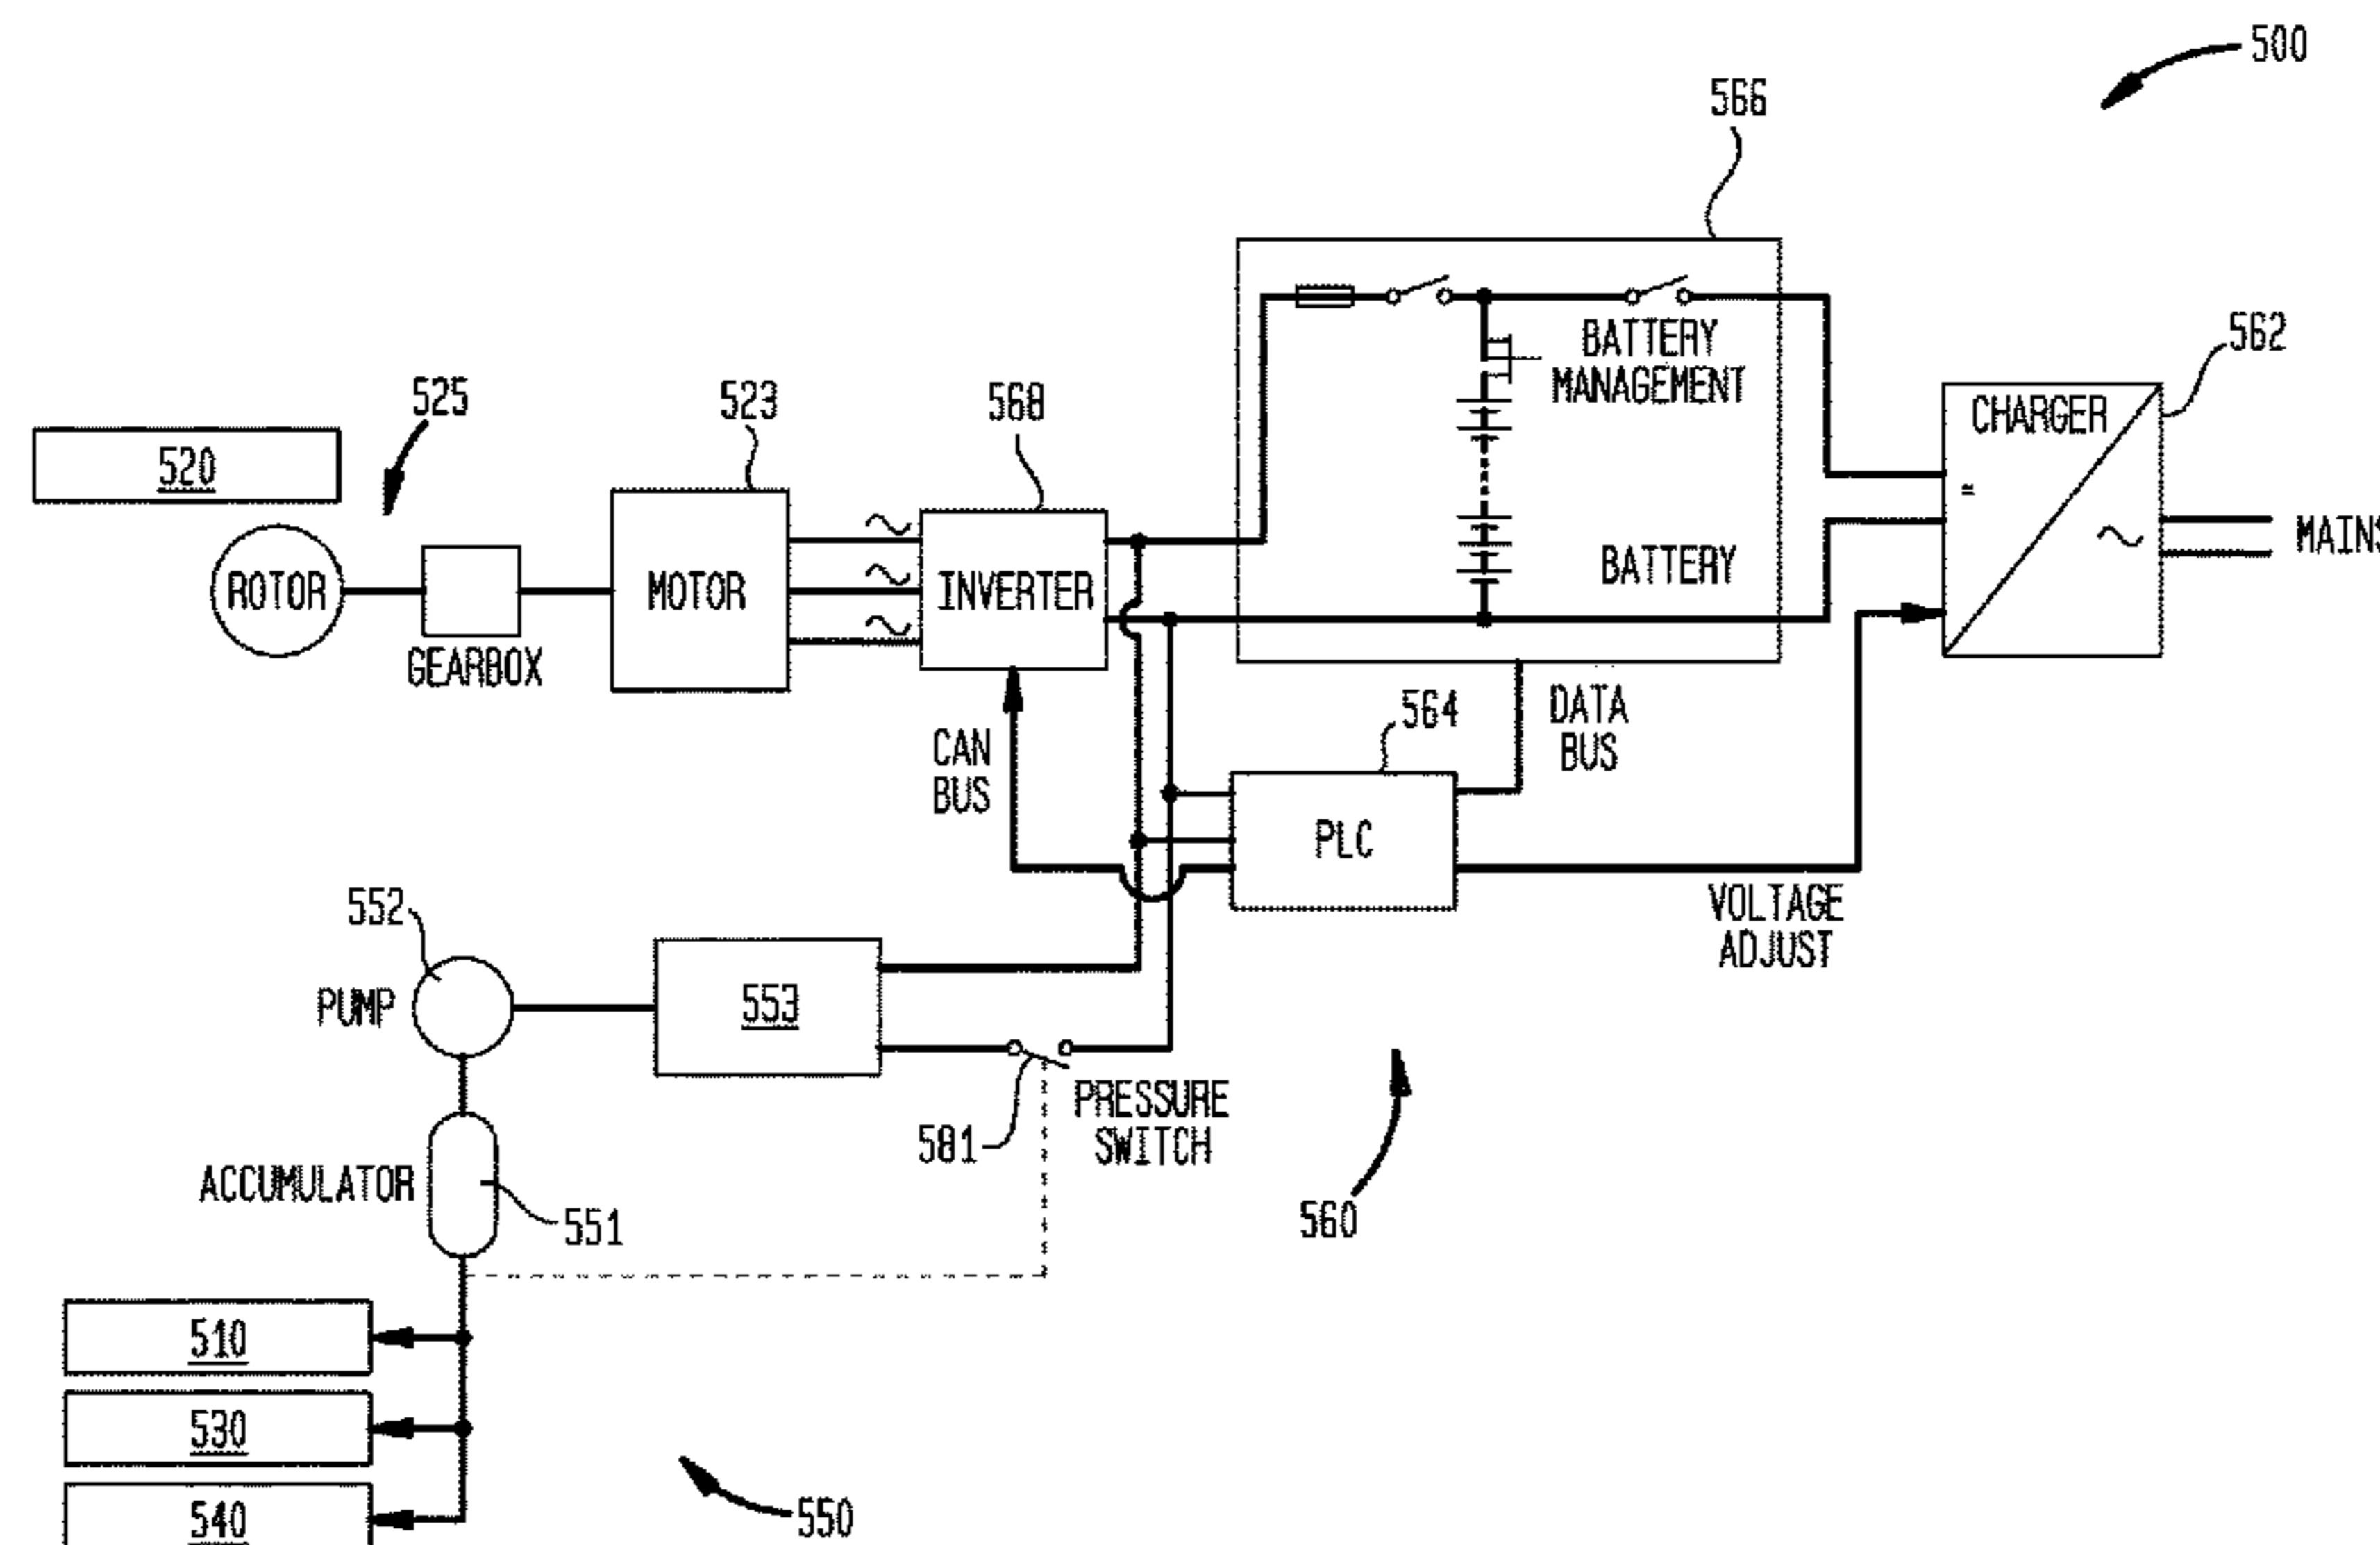 500
566
562
BATTERY
MANAGEMENT
CHARGER
=
525
523
568
520
MAINS
ROTOR
MOTOR
INVERTER
BATTERY
GEARBOX
564
DATA
BUS
CAN
BUS
PLC
552
VOLTAGE
ADJUST
PUMP
553
PRESSURE
SWITCH
581
ACCUMULATOR
551
560
510
530
540
550